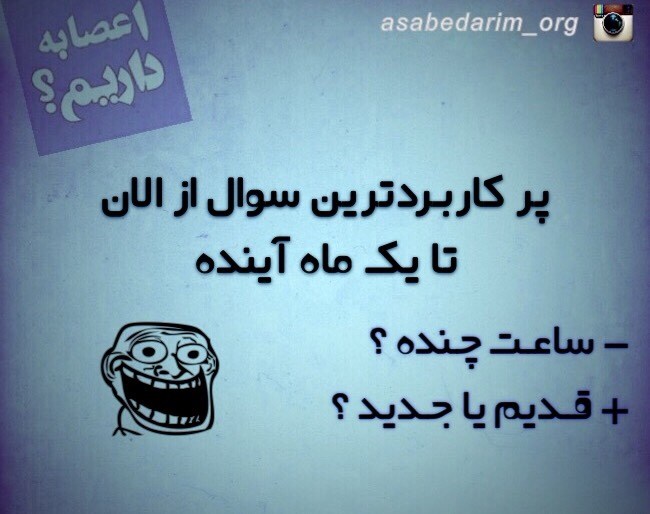 asabedarim_org
اعصابه
داریم؟
پر کاربردترین سوال از الان
تا یک ماه آینده
– ساعت چنده ؟
+ قدیم یا جدید ؟